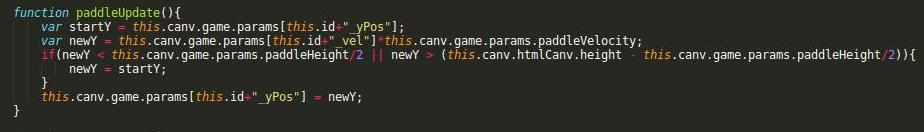 function paddleUpdate(){
var startY = this.canv.game.params[this.id+"_yPos"];
var newY = this.canv.game.params[this.id+"_vel"]*this.canv.game.params.paddleVelocity;
if(newY < this.canv.game.params.paddleHeight/2 || newY > (this.canv.htmlCanv.height - this.canv.game.params.paddleHeight/2)){
newY = startY;
}
this.canv.game.params[this.id+"_yPos"] = newY;
}